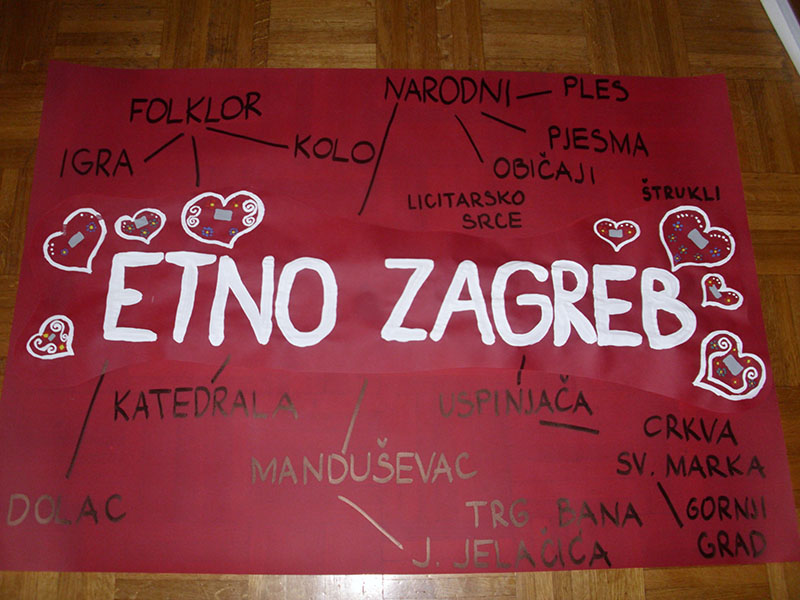 FOLKLOR
IGRA
KOLO
NARODNI
PLES
PJESMA
OBIČAJI
LICITARSKO
SRCE
ŠTRUKLI
ETNO ZAGREB
KATEDRALA
USPINJAČA
DOLAC
MANDUŠEVAC
TRG BANA
J. JELAČIĆA
CRKVA
SV. MARKA
GORNJI
GRAD